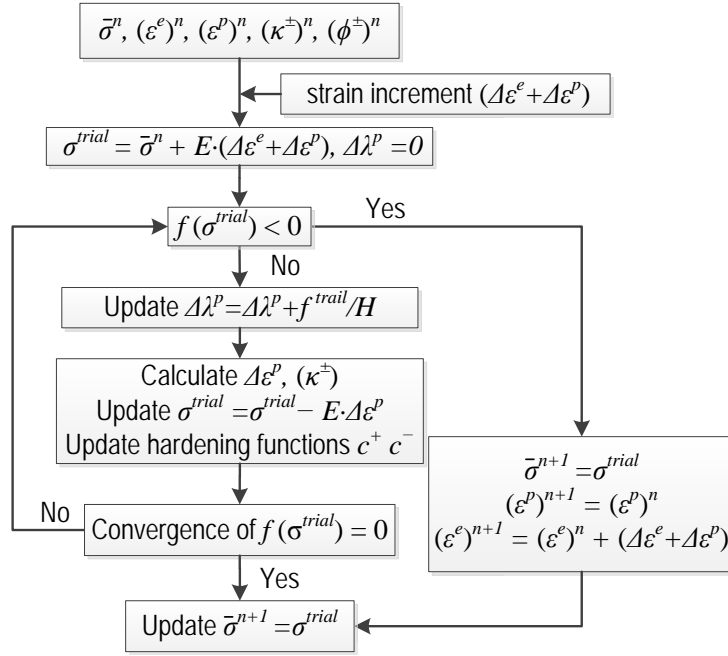 σ̄ⁿ, (εᵉ)ⁿ, (εᵖ)ⁿ, (κ^±)ⁿ, (ϕ^±)ⁿ
strain increment (Δεᵉ+Δεᵖ)
σ^{trial} = σ̄ⁿ + E·(Δεᵉ+Δεᵖ), Δλᵖ =0
f(σ^{trial}) < 0
Yes
No
Update Δλᵖ=Δλᵖ+f^{trail}/H
Calculate Δεᵖ, (κ^±)
Update σ^{trial} =σ^{trial}− E·Δεᵖ
Update hardening functions c⁺ c⁻
σ̄ⁿ⁺¹ =σ^{trial}
(εᵖ)ⁿ⁺¹ = (εᵖ)ⁿ
(εᵉ)ⁿ⁺¹ = (εᵉ)ⁿ + (Δεᵉ+Δεᵖ)
No
Convergence of f(σ^{trial}) = 0
Yes
Update σ̄ⁿ⁺¹ =σ^{trial}